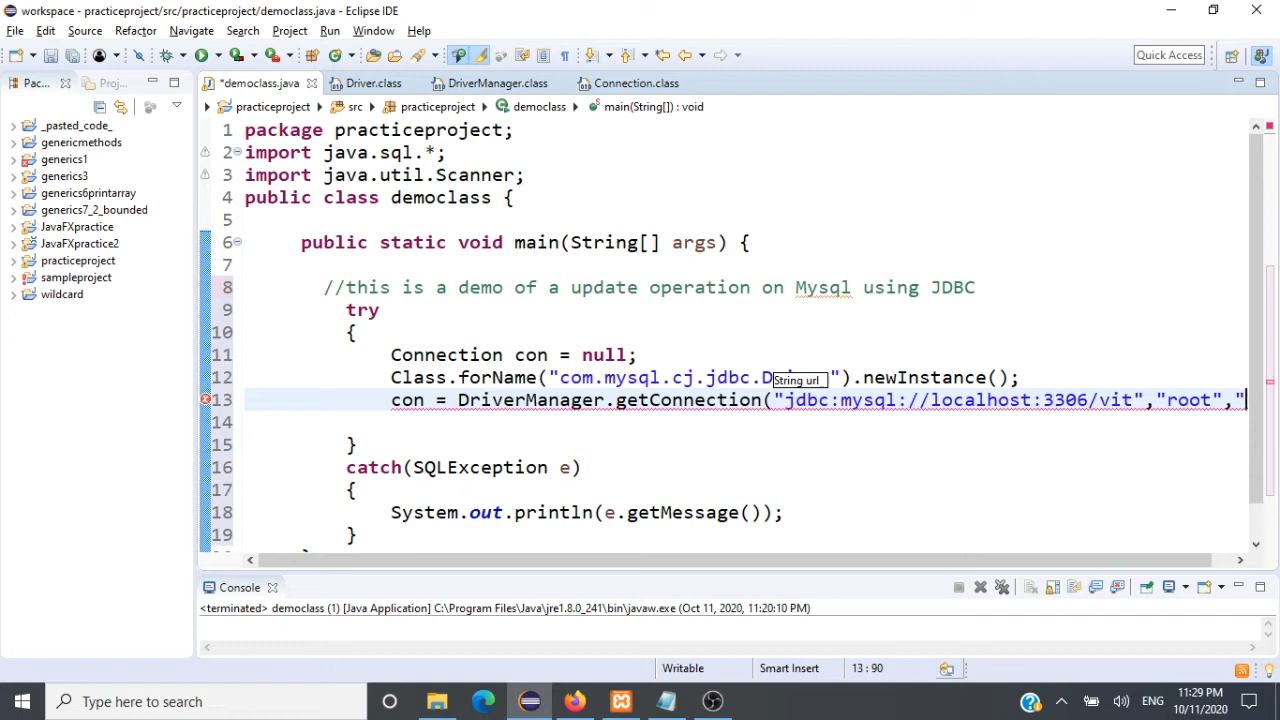 workspace - practiceproject/src/practiceproject/democlass.java - Eclipse IDE
File Edit Source Refactor Navigate Search Project Run Window Help
Quick Access
Pac... Proj...
*democlass.java Driver.class DriverManager.class Connection.class
practiceproject src practiceproject democlass main(String[]) : void
_pasted_code_
genericmethods
generics1
generics3
generics6printarray
generics7_2_bounded
JavaFXpractice
JavaFXpractice2
practiceproject
sampleproject
wildcard
1 package practiceproject;
2 import java.sql.*;
3 import java.util.Scanner;
4 public class democlass {
5
6 public static void main(String[] args) {
7
8 //this is a demo of a update operation on Mysql using JDBC
9 try
10 {
11 Connection con = null;
12 Class.forName("com.mysql.cj.jdbc.D ").newInstance();
String url
13 con = DriverManager.getConnection("jdbc:mysql://localhost:3306/vit","root","
14
15 }
16 catch(SQLException e)
17 {
18 System.out.println(e.getMessage());
19 }
Console
<terminated> democlass (1) [Java Application] C:\Program Files\Java\jre1.8.0_241\bin\javaw.exe (Oct 11, 2020, 11:20:10 PM)
Writable Smart Insert 13 : 90
Type here to search
ENG
11:29 PM
10/11/2020